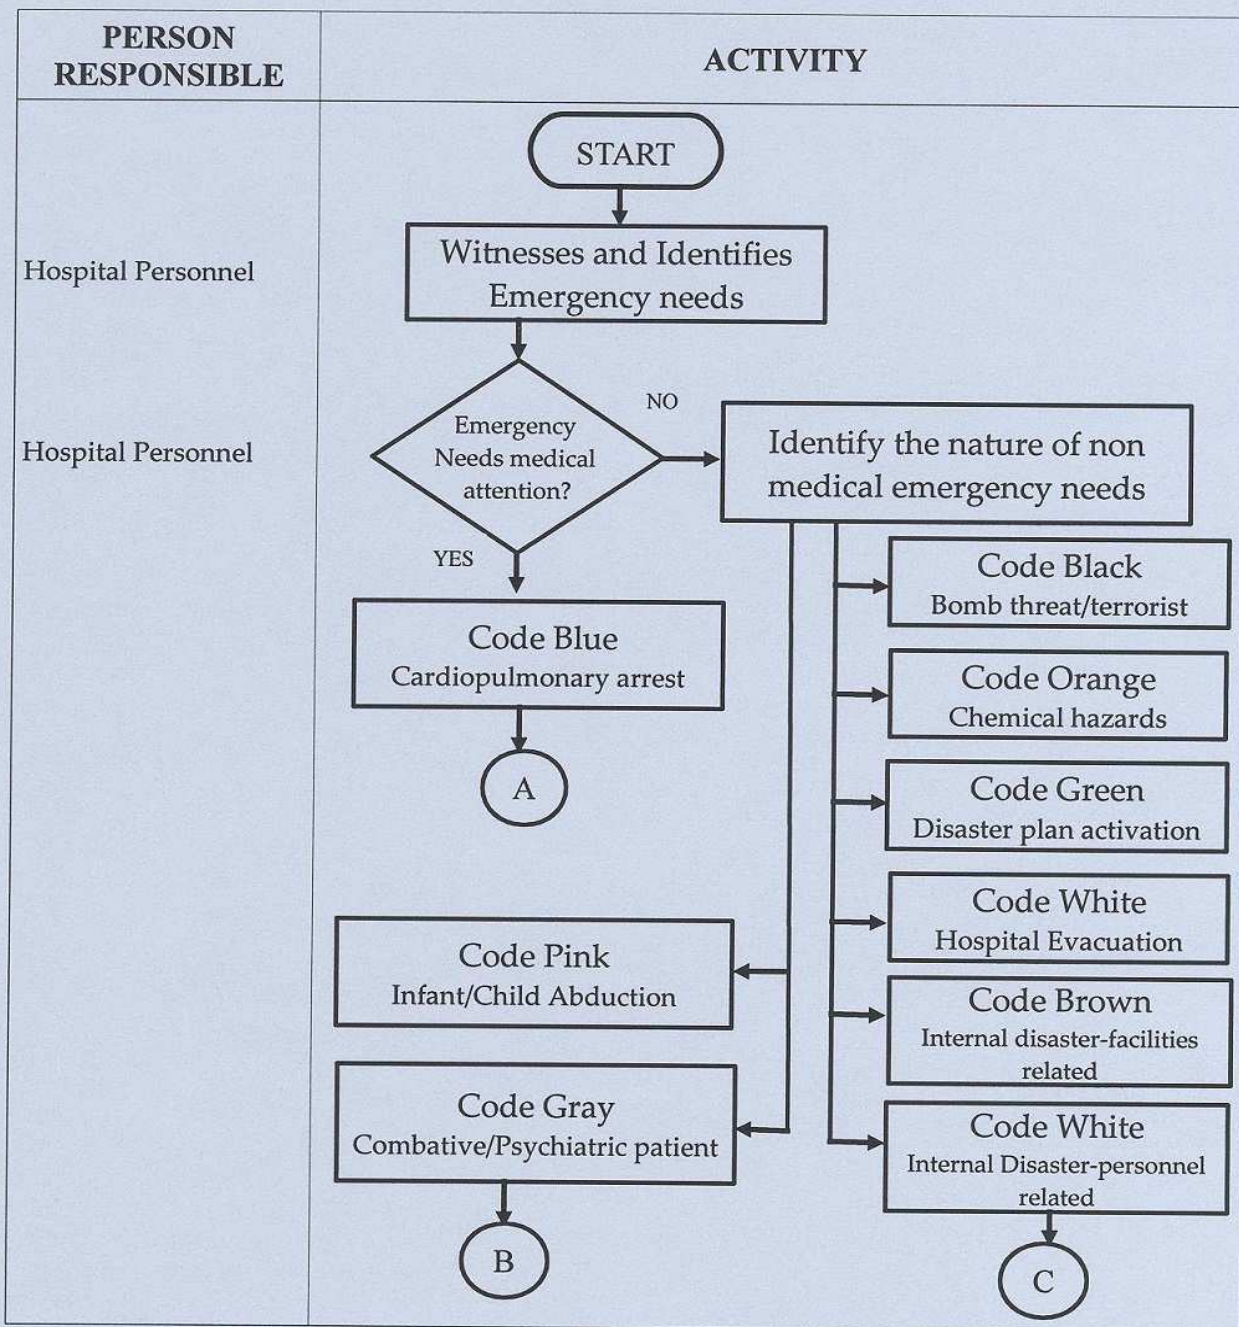 PERSON
RESPONSIBLE
ACTIVITY
START
Hospital Personnel
Witnesses and Identifies
Emergency needs
Hospital Personnel
Emergency
Needs medical
attention?
NO
Identify the nature of non
medical emergency needs
YES
Code Blue
Cardiopulmonary arrest
A
Code Black
Bomb threat/terrorist
Code Orange
Chemical hazards
Code Green
Disaster plan activation
Code White
Hospital Evacuation
Code Pink
Infant/Child Abduction
Code Brown
Internal disaster-facilities
related
Code Gray
Combative/Psychiatric patient
Code White
Internal Disaster-personnel
related
B
C